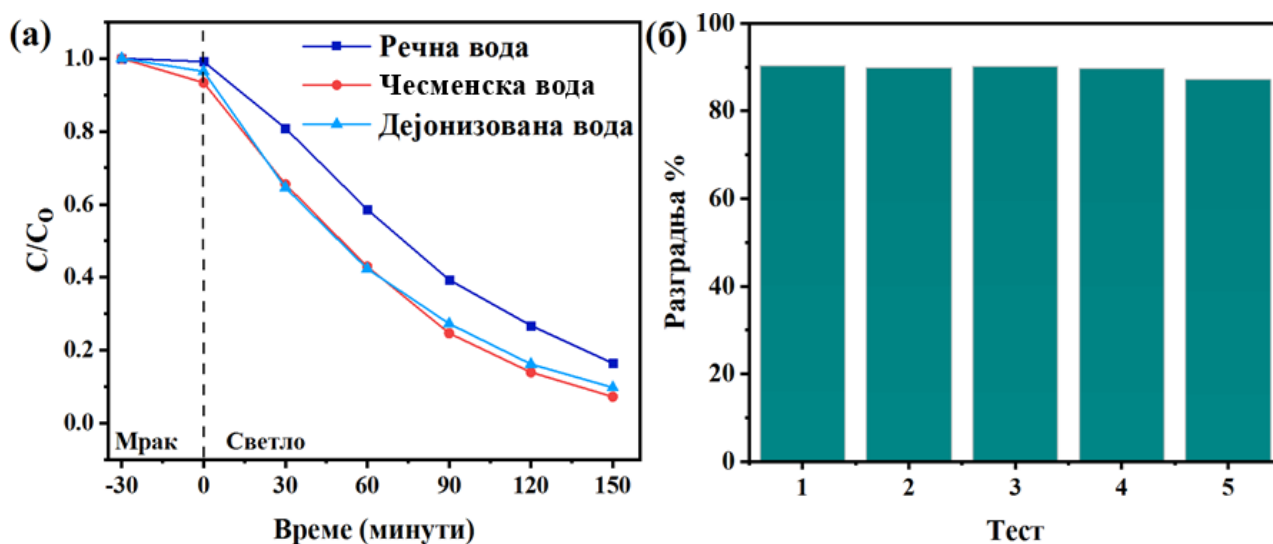 (а)
C/C₀
1.0
0.8
0.6
0.4
0.2
0.0
Речна вода
Чесменска вода
Дејонизована вода
Мрак
Светло
-30 0 30 60 90 120 150
Време (минути)
(б)
Разградња %
100
80
60
40
20
0
1 2 3 4 5
Тест